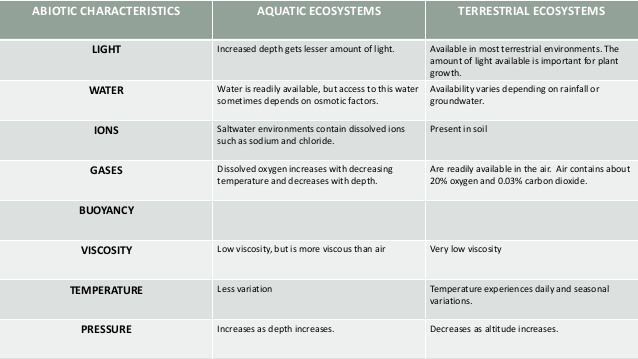 ABIOTIC CHARACTERISTICS AQUATIC ECOSYSTEMS TERRESTRIAL ECOSYSTEMS
LIGHT
Increased depth gets lesser amount of light.
Available in most terrestrial environments. The
amount of light available is important for plant
growth.
WATER
Water is readily available, but access to this water
sometimes depends on osmotic factors.
Availability varies depending on rainfall or
groundwater.
IONS
Saltwater environments contain dissolved ions
such as sodium and chloride.
Present in soil
GASES
Dissolved oxygen increases with decreasing
temperature and decreases with depth.
Are readily available in the air. Air contains about
20% oxygen and 0.03% carbon dioxide.
BUOYANCY
VISCOSITY
Low viscosity, but is more viscous than air
Very low viscosity
TEMPERATURE
Less variation
Temperature experiences daily and seasonal
variations.
PRESSURE
Increases as depth increases.
Decreases as altitude increases.